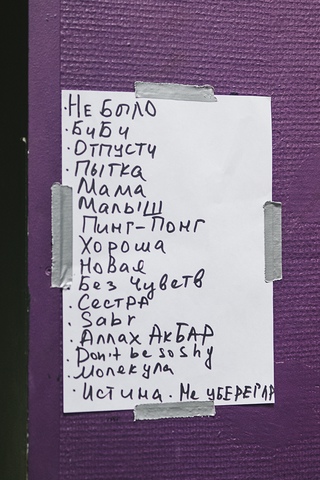 ·Не было
·БиБи
·Отпусти
·Пытка
Мама
Малыш
Пинг-Понг
Хороша
Новая
·Без чувств
·Сестра
·Sabr
·Аллах Акбар
·Don't be so shy
·Молекула
·Истина. Не уберегла